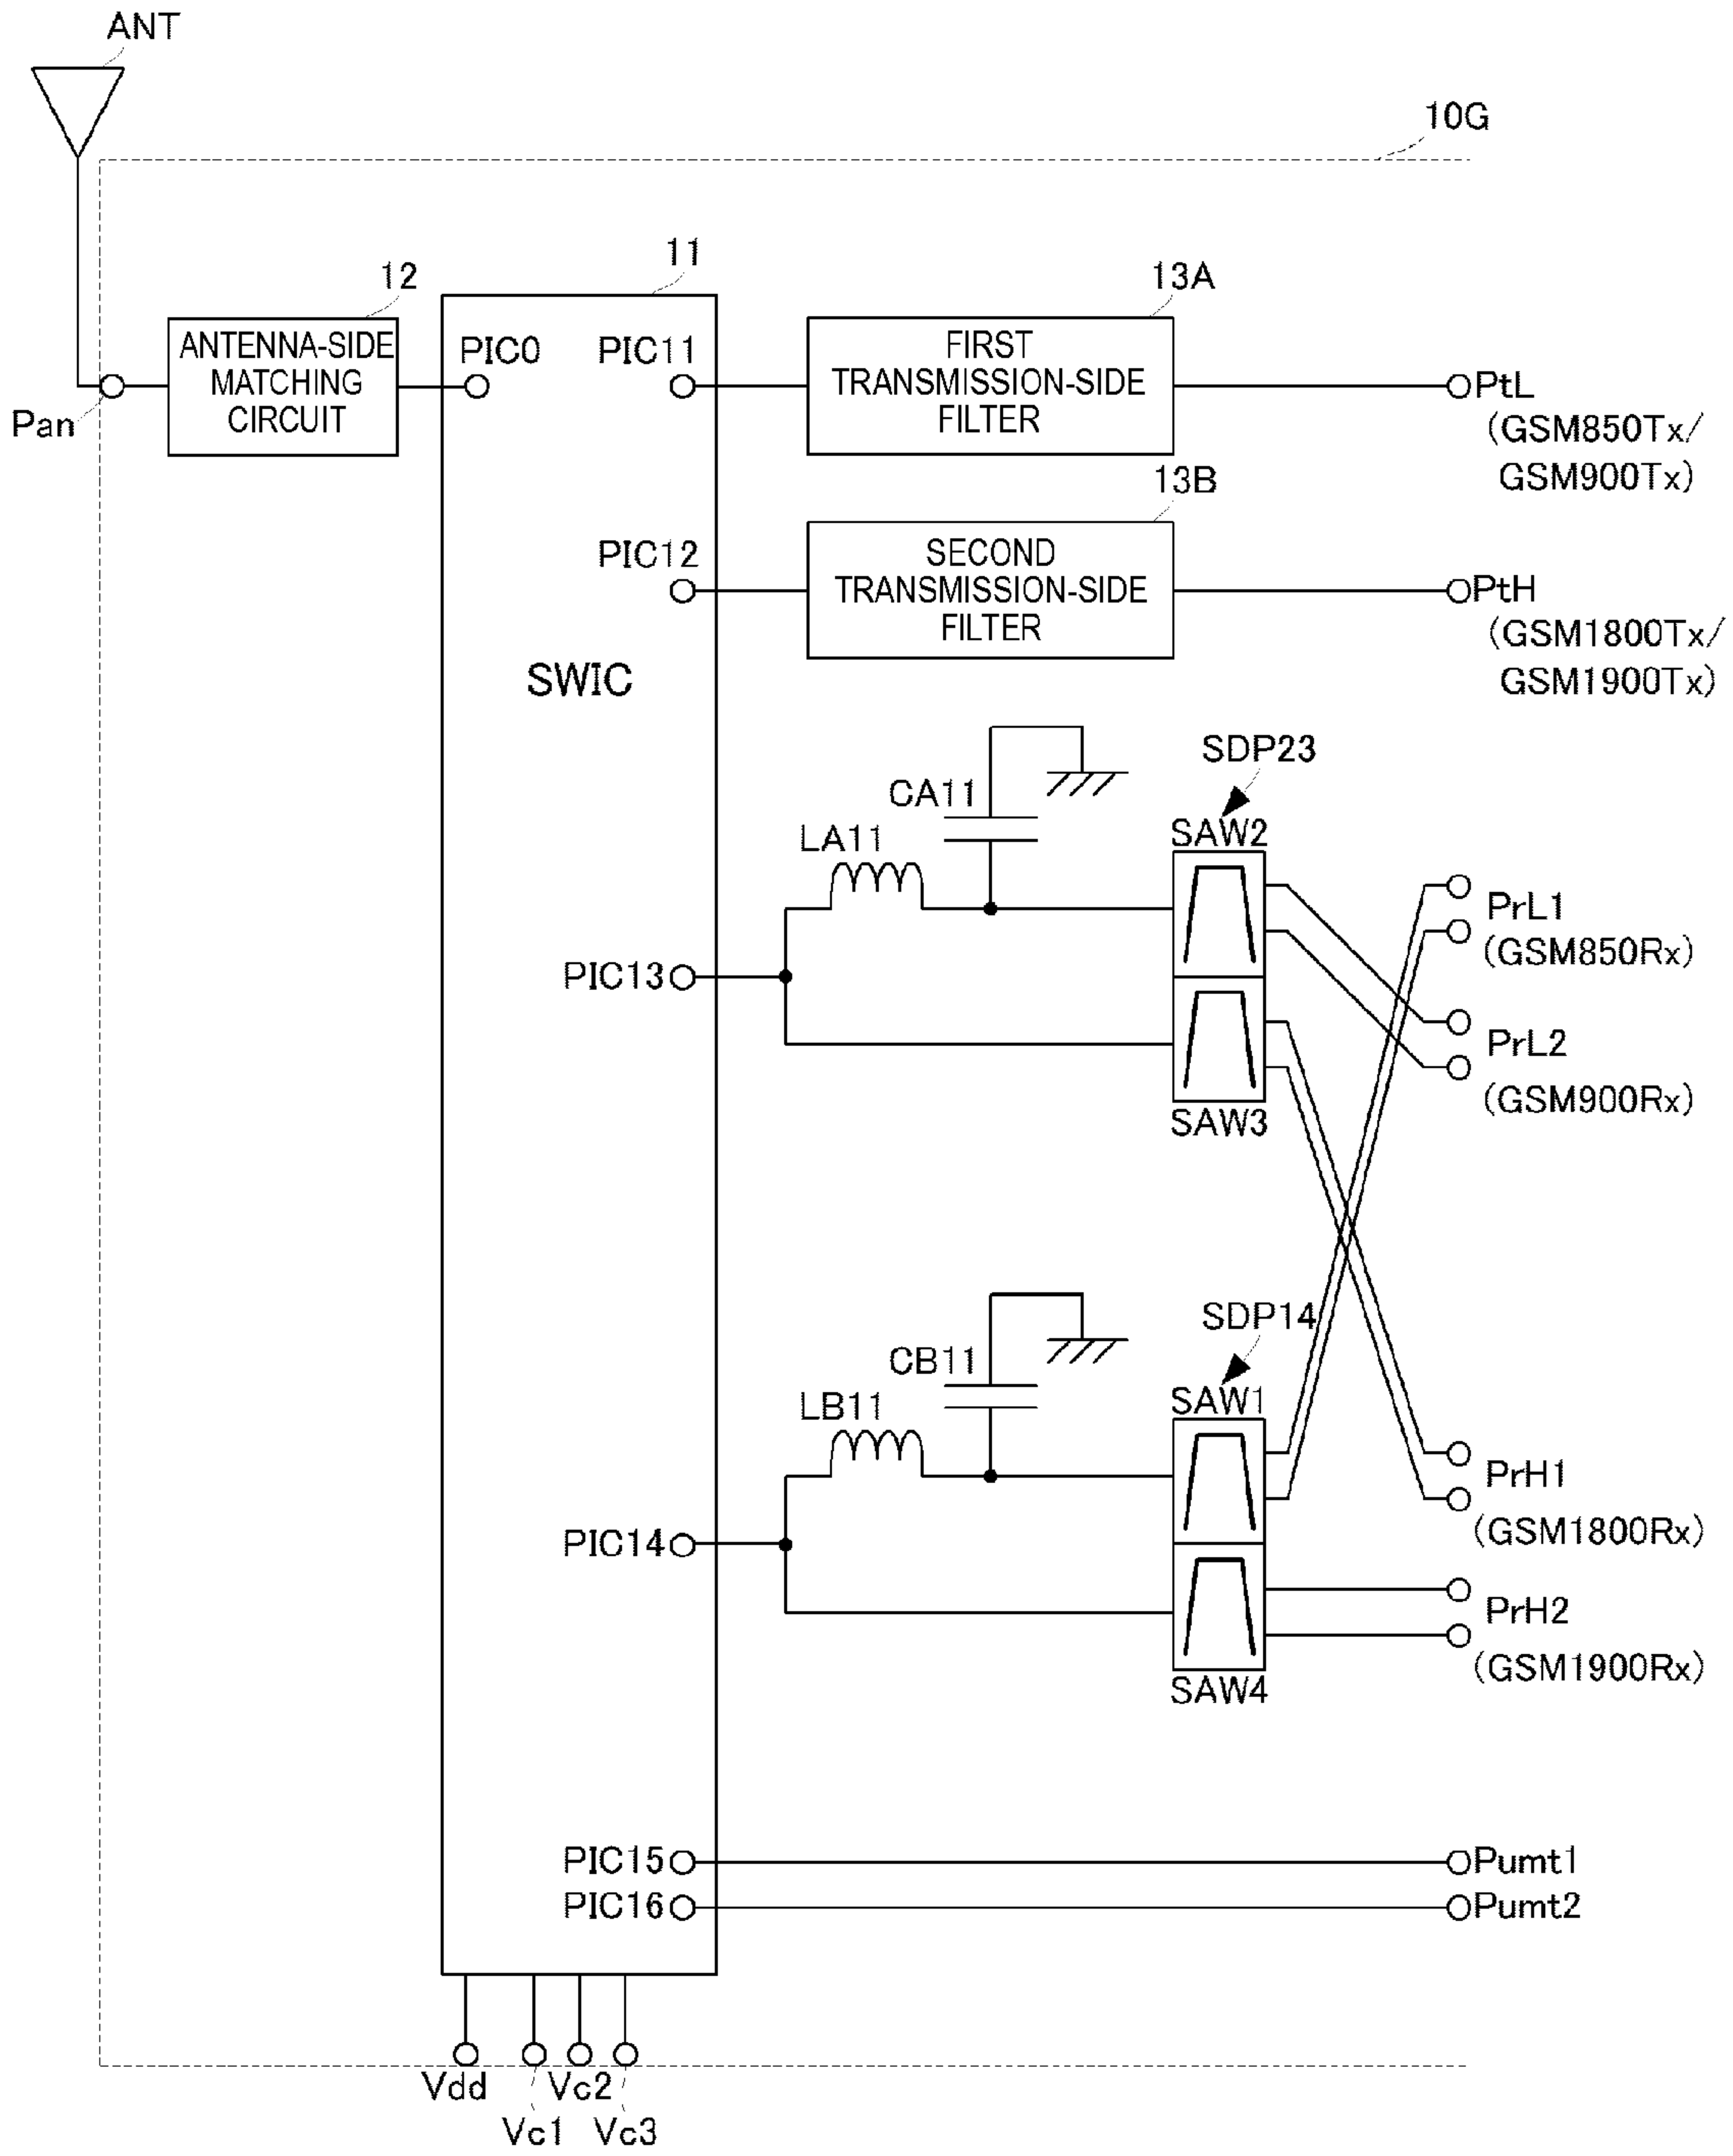 ANT
10G
12
11
13A
ANTENNA-SIDE
MATCHING
CIRCUIT
PIC0
PIC11
FIRST
TRANSMISSION-SIDE
FILTER
PtL
(GSM850Tx/
GSM900Tx)
Pan
13B
PIC12
SECOND
TRANSMISSION-SIDE
FILTER
PtH
(GSM1800Tx/
GSM1900Tx)
SWIC
SDP23
CA11
LA11
SAW2
PrL1
(GSM850Rx)
PIC13
PrL2
(GSM900Rx)
SAW3
SDP14
CB11
LB11
SAW1
PrH1
(GSM1800Rx)
PIC14
PrH2
(GSM1900Rx)
SAW4
PIC15
Pumt1
PIC16
Pumt2
Vdd
Vc2
Vc1
Vc3